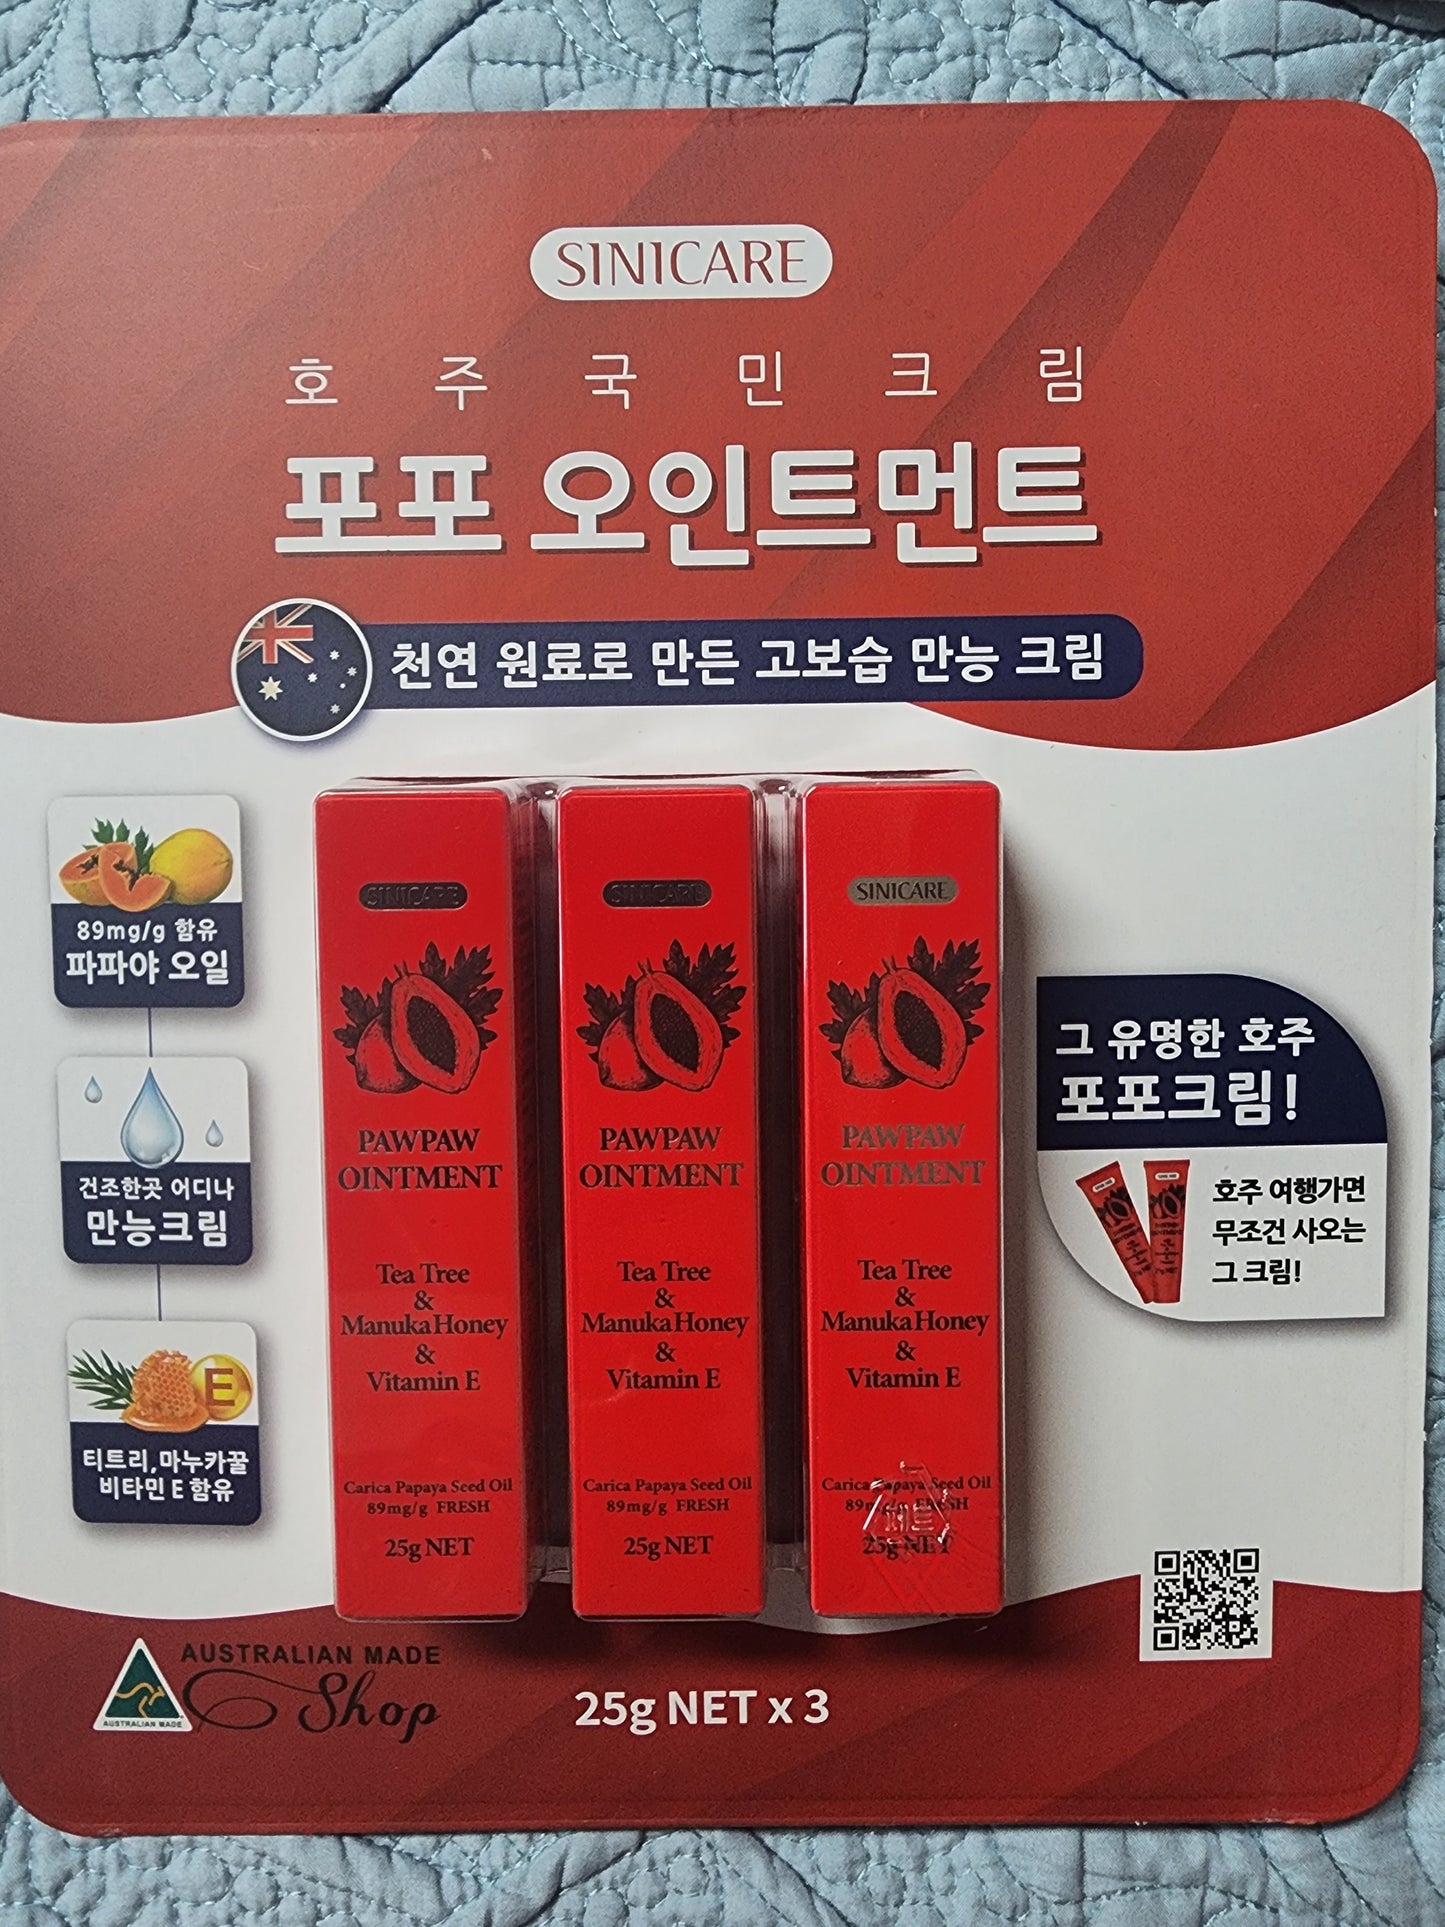 SINICARE
호주국민크림
포포 오인트먼트
천연 원료로 만든 고보습 만능 크림
89mg/g 함유
파파야 오일
건조한곳 어디나
만능크림
E
티트리,마누카꿀
비타민 E 함유
SINICARE
PAWPAW
OINTMENT
Tea Tree
&
Manuka Honey
&
Vitamin E
Carica Papaya Seed Oil
89mg/g FRESH
25g NET
SINICARE
PAWPAW
OINTMENT
Tea Tree
&
Manuka Honey
&
Vitamin E
Carica Papaya Seed Oil
89mg/g FRESH
25g NET
SINICARE
PAWPAW
OINTMENT
Tea Tree
&
Manuka Honey
&
Vitamin E
Carica Papaya Seed Oil
89mg/g FRESH
페트
25g NET
그 유명한 호주
포포크림!
호주 여행가면
무조건 사오는
그 크림!
AUSTRALIAN MADE
Shop
AUSTRALIAN MADE
25g NET x 3